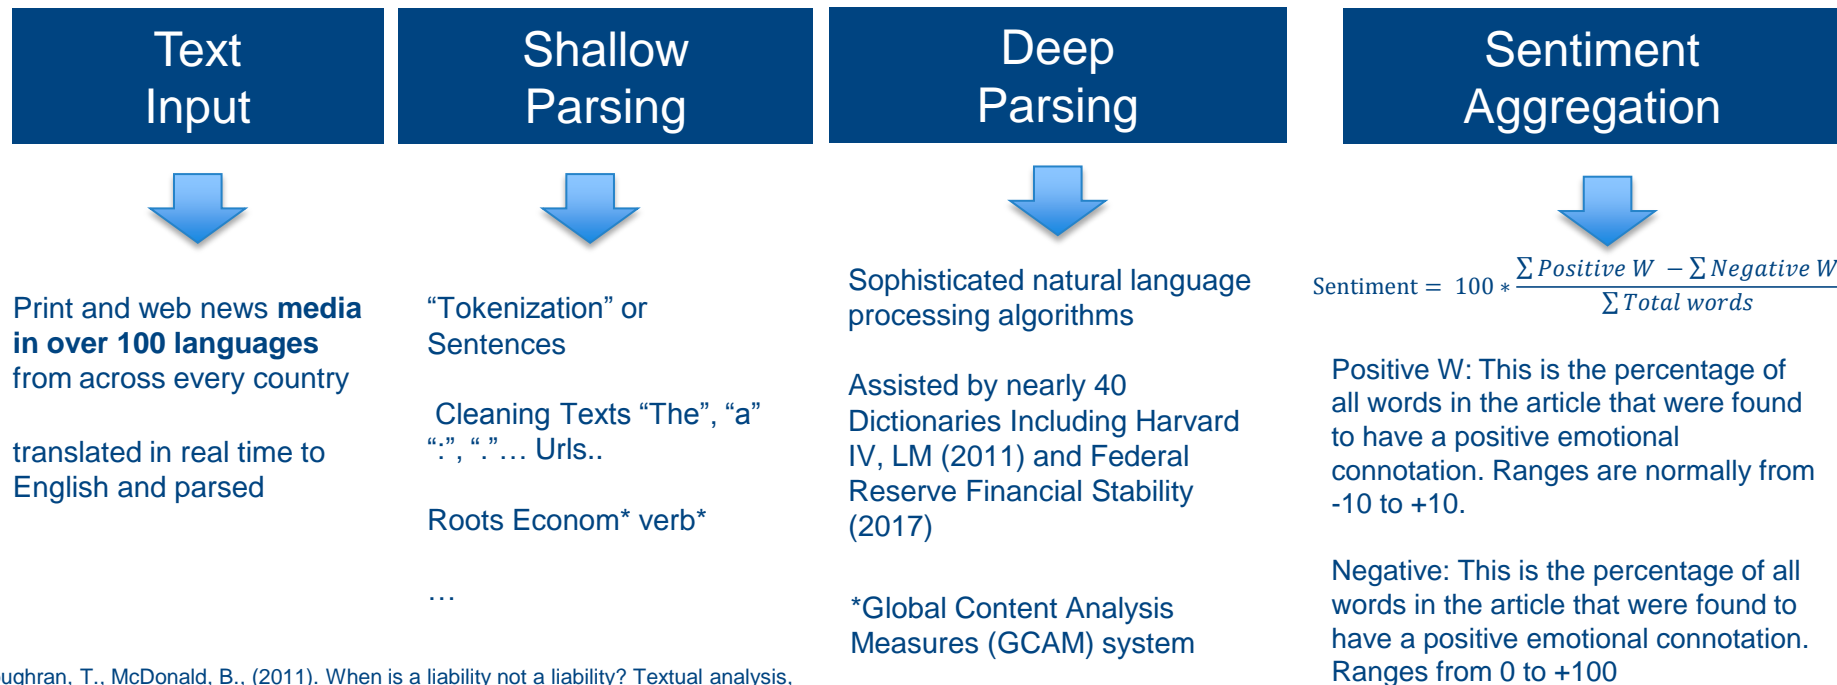 Text
Input
Print and web news media
in over 100 languages
from across every country
translated in real time to
English and parsed
Shallow
Parsing
“Tokenization” or
Sentences
Cleaning Texts “The”, “a”
“:”, “.”… Urls..
Roots Econom* verb*
…
Deep
Parsing
Sophisticated natural language
processing algorithms
Assisted by nearly 40
Dictionaries Including Harvard
IV, LM (2011) and Federal
Reserve Financial Stability
(2017)
*Global Content Analysis
Measures (GCAM) system
Sentiment
Aggregation
Sentiment = 100 * (∑ Positive W − ∑ Negative W) / ∑ Total words
Positive W: This is the percentage of
all words in the article that were found
to have a positive emotional
connotation. Ranges are normally from
-10 to +10.
Negative: This is the percentage of all
words in the article that were found to
have a positive emotional connotation.
Ranges from 0 to +100
ughran, T., McDonald, B., (2011). When is a liability not a liability? Textual analysis,